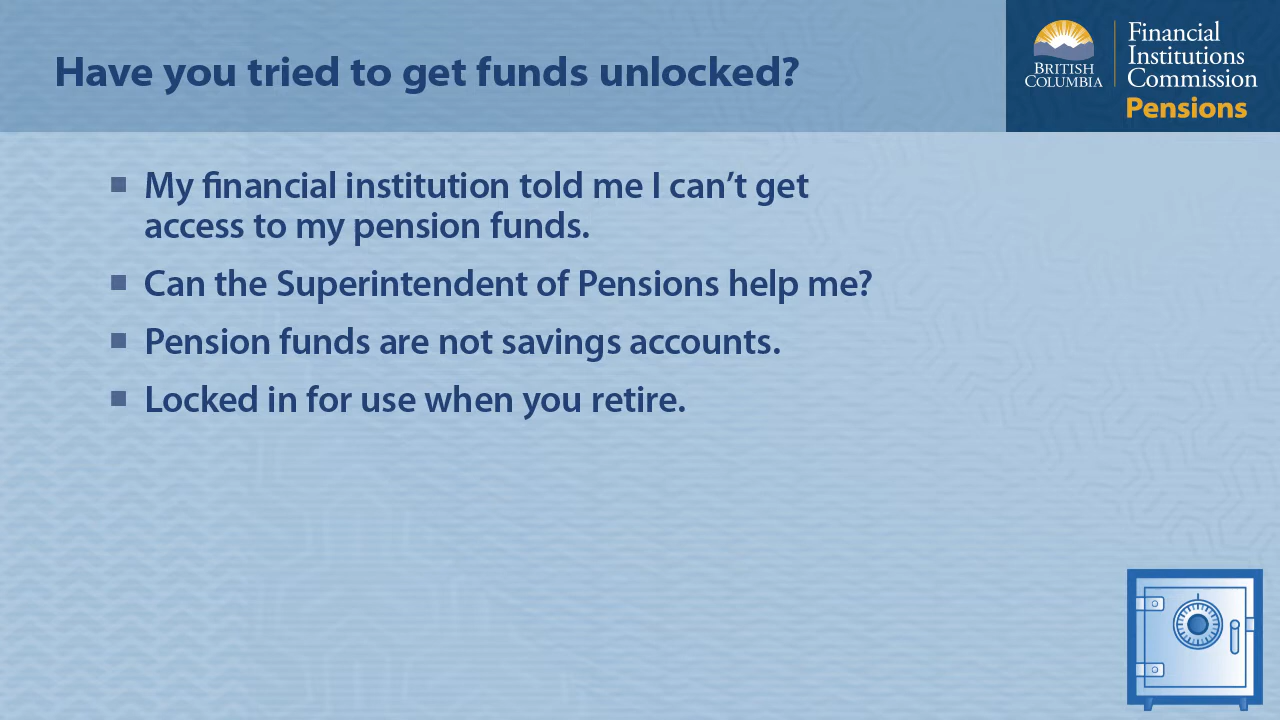 Have you tried to get funds unlocked?
BRITISH
COLUMBIA
Financial
Institutions
Commission
Pensions
My financial institution told me I can’t get
access to my pension funds.
Can the Superintendent of Pensions help me?
Pension funds are not savings accounts.
Locked in for use when you retire.